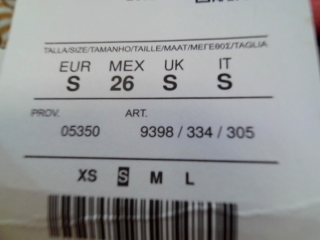 TALLA/SIZE/TAMANHO/TAILLE/MAAT/ΜΕΓΕΘΟΣ/TAGLIA
EUR MEX UK IT
S 26 S S
PROV. ART.
05350 9398 / 334 / 305
XS S M L